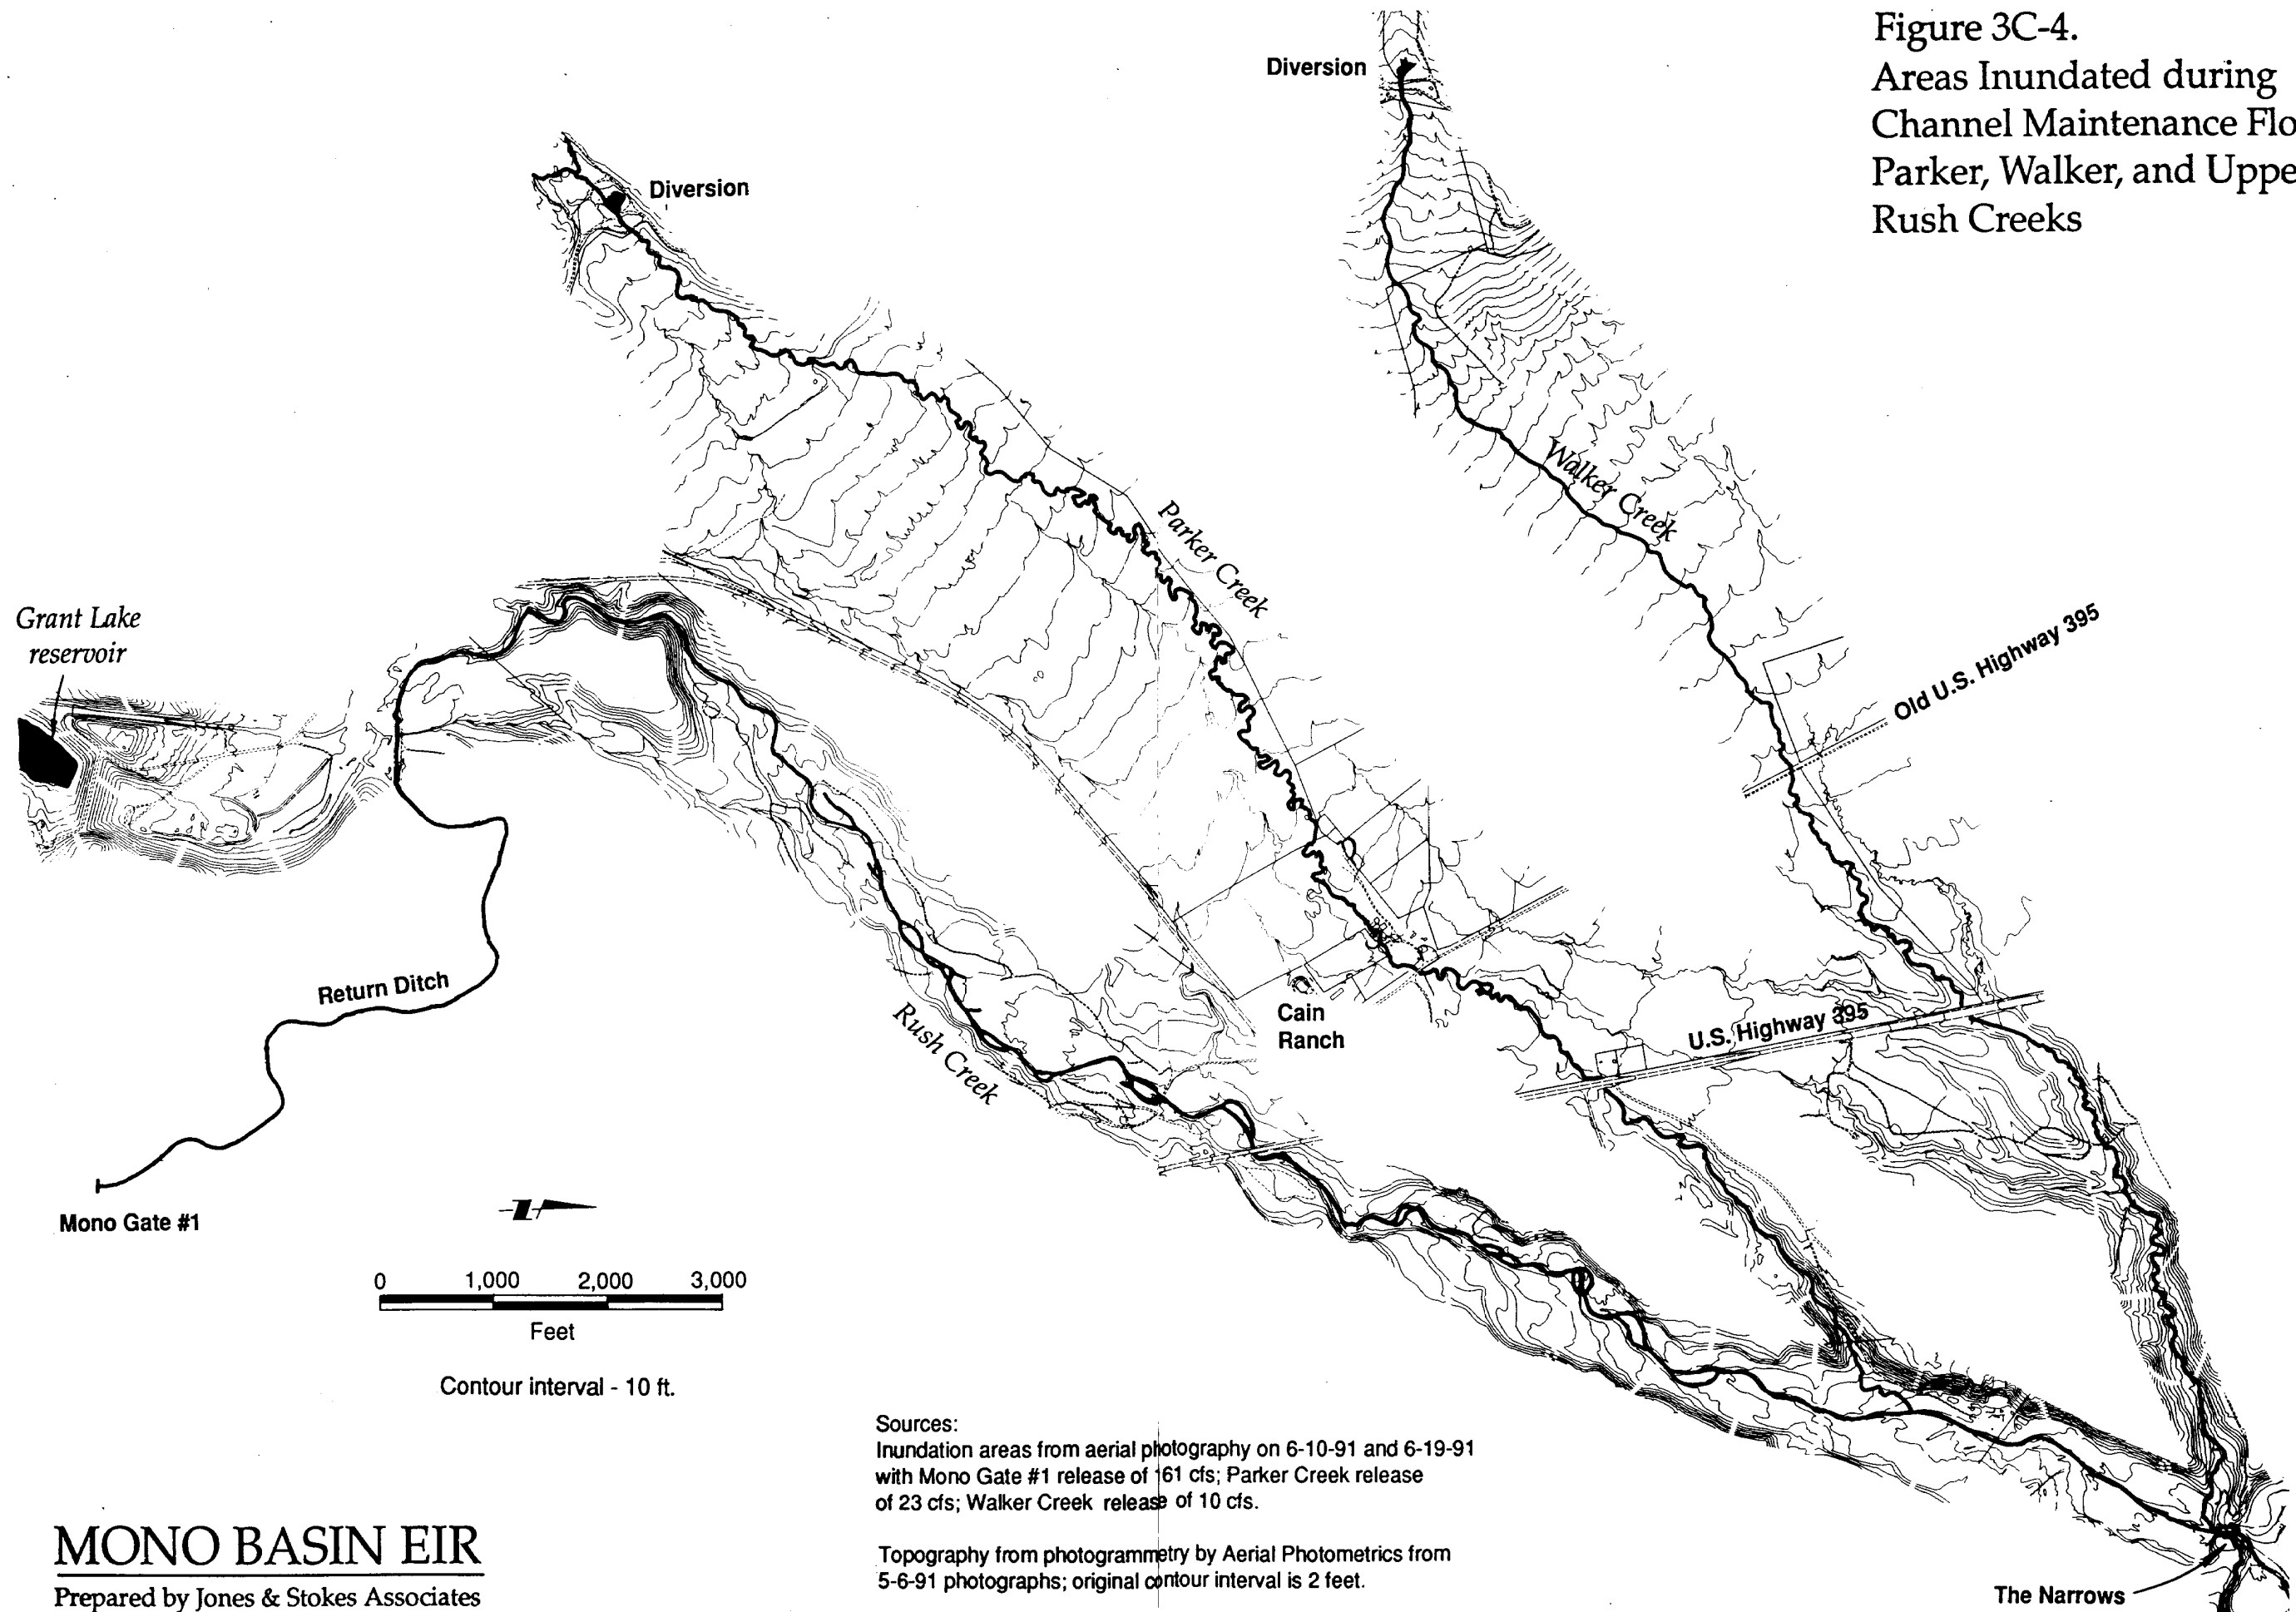 Figure 3C-4.
Areas Inundated during
Channel Maintenance Flo
Parker, Walker, and Uppe
Rush Creeks
Diversion
Diversion
Walker Creek
Parker Creek
Old U.S. Highway 395
Grant Lake
reservoir
Return Ditch
Rush Creek
Cain
Ranch
U.S. Highway 395
Mono Gate #1
Z
0 1,000 2,000 3,000
Feet
Contour interval - 10 ft.
Sources:
Inundation areas from aerial photography on 6-10-91 and 6-19-91
with Mono Gate #1 release of 161 cfs; Parker Creek release
of 23 cfs; Walker Creek release of 10 cfs.
Topography from photogrammetry by Aerial Photometrics from
5-6-91 photographs; original contour interval is 2 feet.
The Narrows
MONO BASIN EIR
Prepared by Jones & Stokes Associates